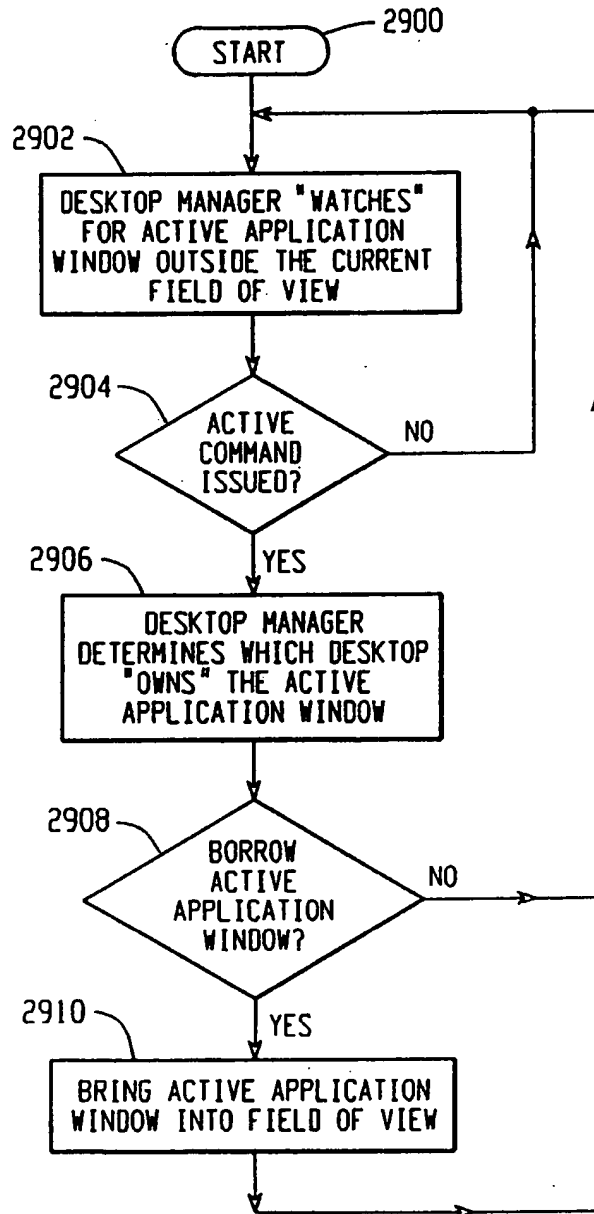 2900
START
2902
DESKTOP MANAGER "WATCHES"
FOR ACTIVE APPLICATION
WINDOW OUTSIDE THE CURRENT
FIELD OF VIEW
2904
ACTIVE
COMMAND
ISSUED?
NO
YES
2906
DESKTOP MANAGER
DETERMINES WHICH DESKTOP
"OWNS" THE ACTIVE
APPLICATION WINDOW
2908
BORROW
ACTIVE
APPLICATION
WINDOW?
NO
YES
2910
BRING ACTIVE APPLICATION
WINDOW INTO FIELD OF VIEW